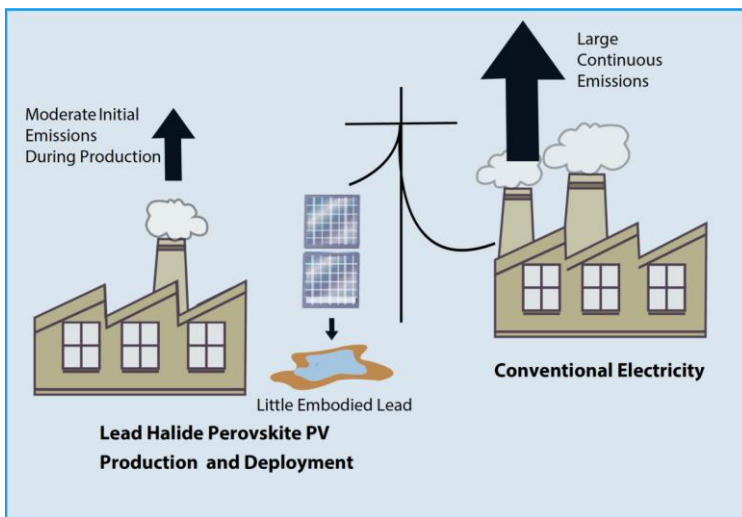 Moderate Initial
Emissions
During Production
Large
Continuous
Emissions
Little Embodied Lead
Lead Halide Perovskite PV
Production and Deployment
Conventional Electricity